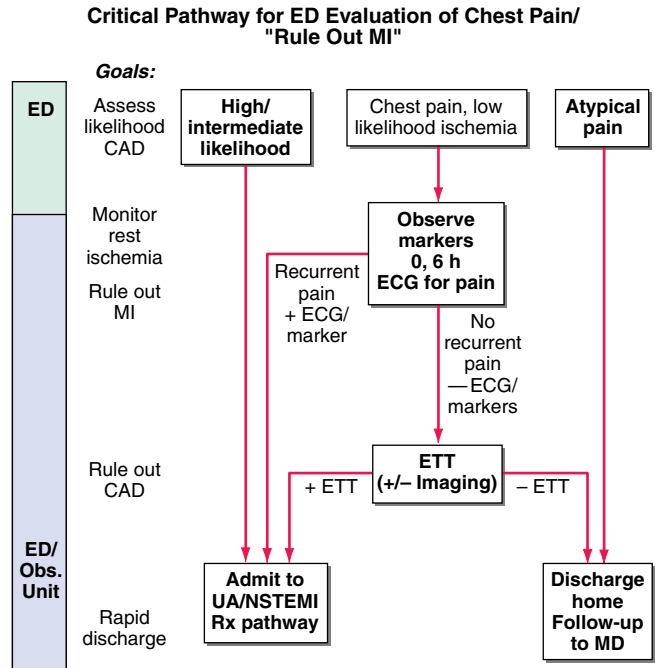 Critical Pathway for ED Evaluation of Chest Pain/
"Rule Out MI"
Goals:
ED
Assess
likelihood
CAD
High/
intermediate
likelihood
Chest pain, low
likelihood ischemia
Atypical
pain
Monitor
rest
ischemia
Rule out
MI
Observe
markers
0, 6 h
ECG for pain
Recurrent
pain
+ ECG/
marker
No
recurrent
pain
— ECG/
markers
Rule out
CAD
+ ETT
ETT
(+/– Imaging)
– ETT
ED/
Obs.
Unit
Rapid
discharge
Admit to
UA/NSTEMI
Rx pathway
Discharge
home
Follow-up
to MD